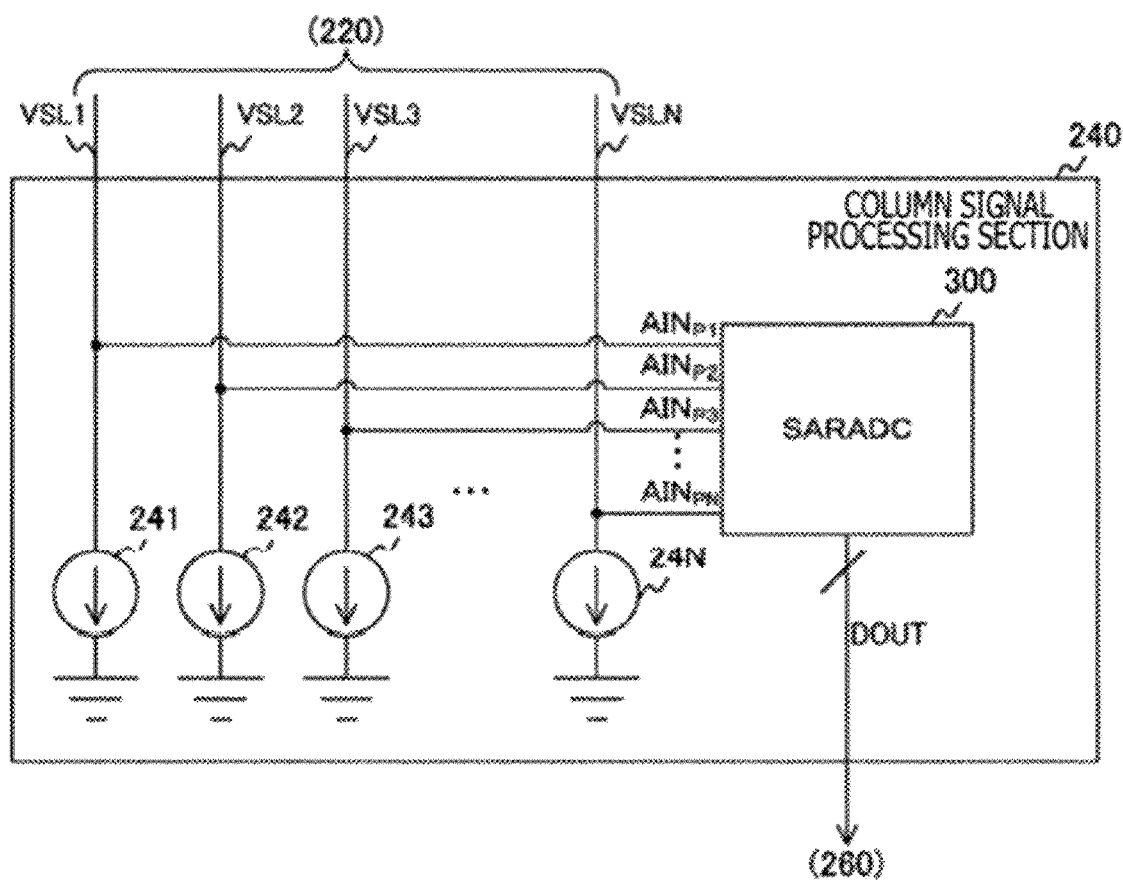 (220)
VSL1
VSL2
VSL3
VSLN
240
COLUMN SIGNAL
PROCESSING SECTION
300
AINP1
AINP2
AINP3
⋮
AINPN
SARADC
...
241
242
243
24N
DOUT
(260)